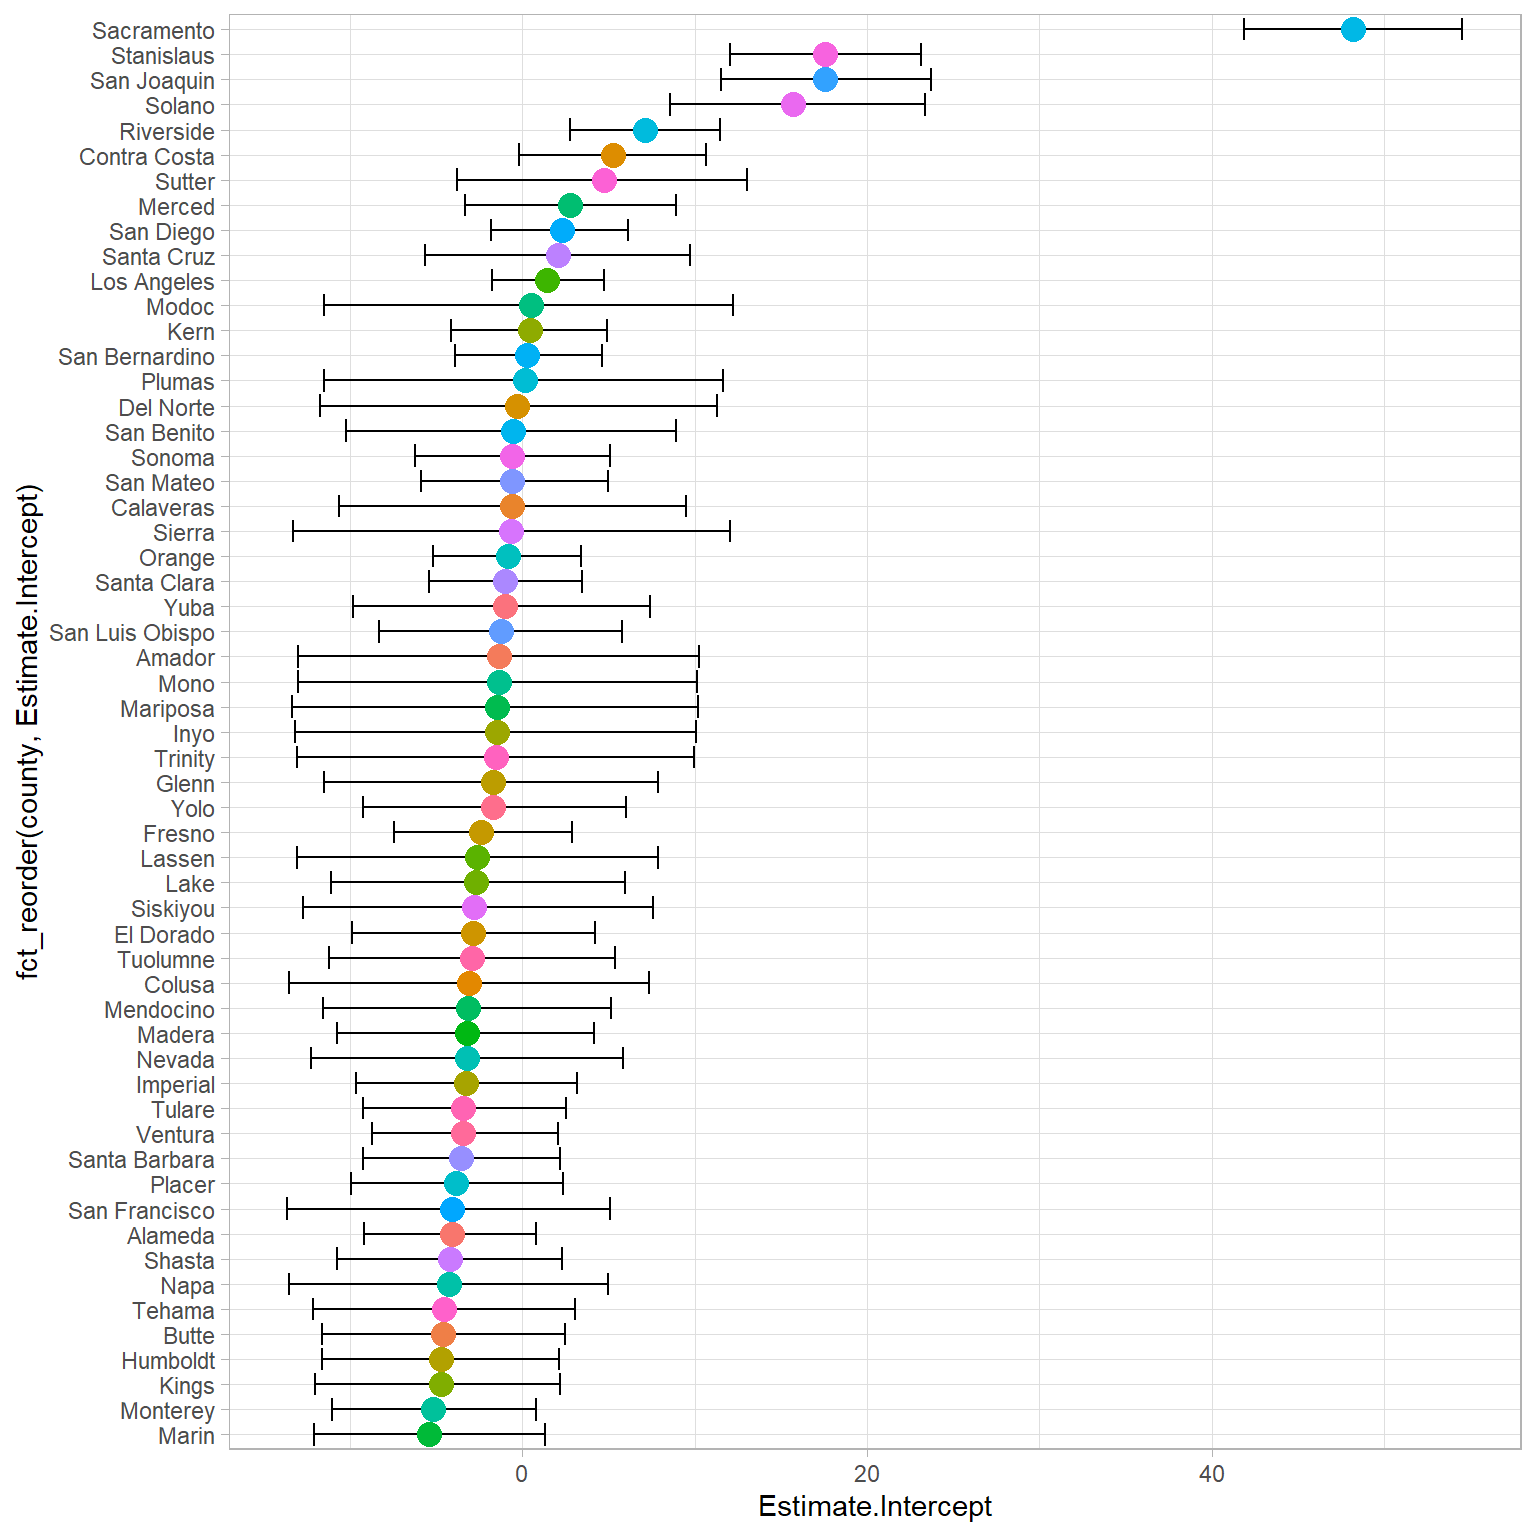 Sacramento
Stanislaus
San Joaquin
Solano
Riverside
Contra Costa
Sutter
Merced
San Diego
Santa Cruz
Los Angeles
Modoc
Kern
San Bernardino
Plumas
Del Norte
San Benito
Sonoma
San Mateo
Calaveras
Sierra
Orange
Santa Clara
Yuba
San Luis Obispo
Amador
Mono
Mariposa
Inyo
Trinity
Glenn
Yolo
Fresno
Lassen
Lake
Siskiyou
El Dorado
Tuolumne
Colusa
Mendocino
Madera
Nevada
Imperial
Tulare
Ventura
Santa Barbara
Placer
San Francisco
Alameda
Shasta
Napa
Tehama
Butte
Humboldt
Kings
Monterey
Marin
fct_reorder(county, Estimate.Intercept)
0 20 40
Estimate.Intercept